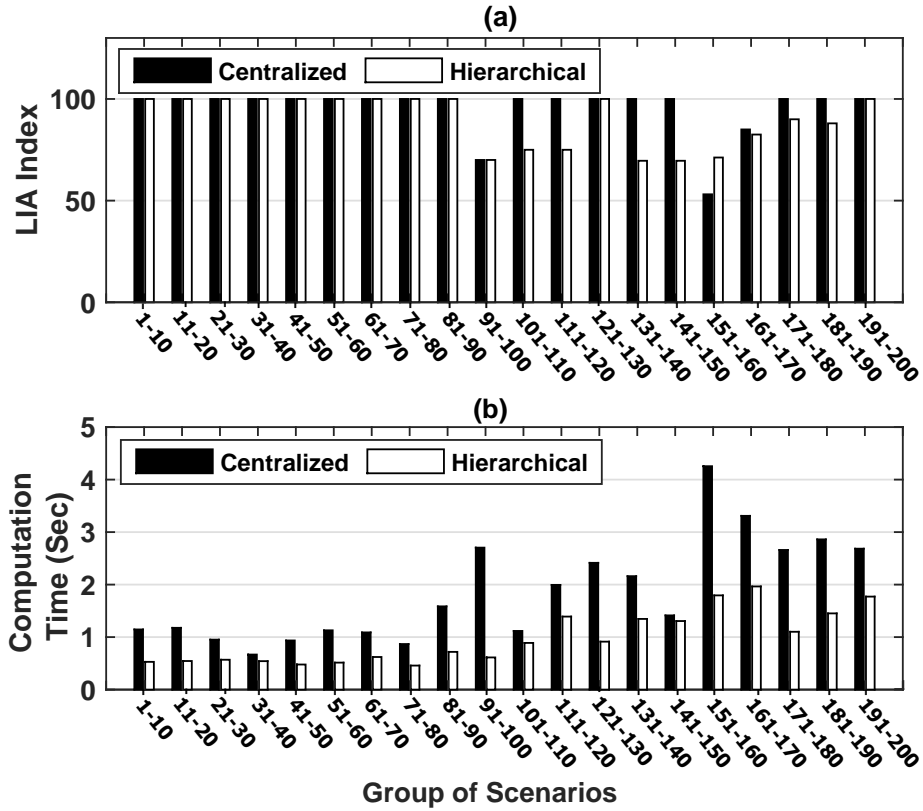 (a)
Centralized Hierarchical
LIA Index
100
50
0
1-10 11-20 21-30 31-40 41-50 51-60 61-70 71-80 81-90 91-100 101-110 111-120 121-130 131-140 141-150 151-160 161-170 171-180 181-190 191-200
(b)
Centralized Hierarchical
Computation
Time (Sec)
5
4
3
2
1
0
1-10 11-20 21-30 31-40 41-50 51-60 61-70 71-80 81-90 91-100 101-110 111-120 121-130 131-140 141-150 151-160 161-170 171-180 181-190 191-200
Group of Scenarios